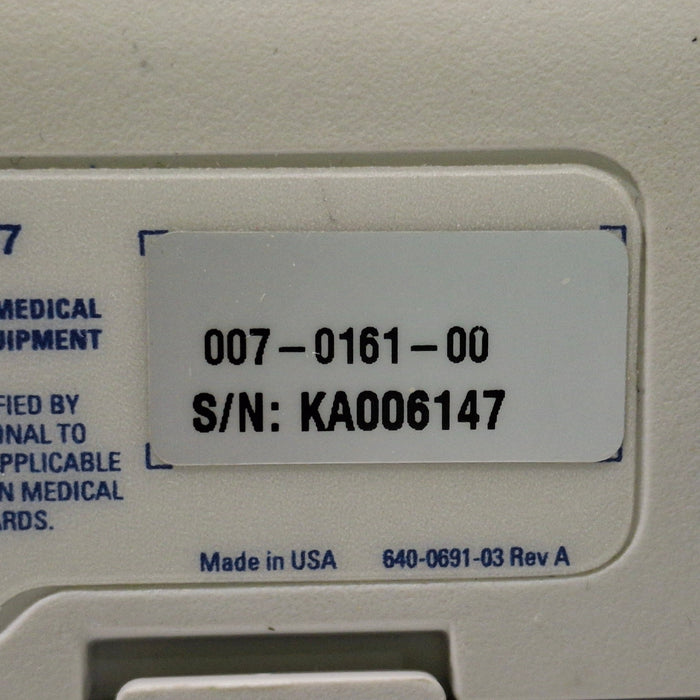 7
MEDICAL
UIPMENT
007-0161-00
FIED BY
S/N: KA006147
ONAL TO
PPLICABLE
N MEDICAL
RDS.
Made in USA 640-0691-03 Rev A